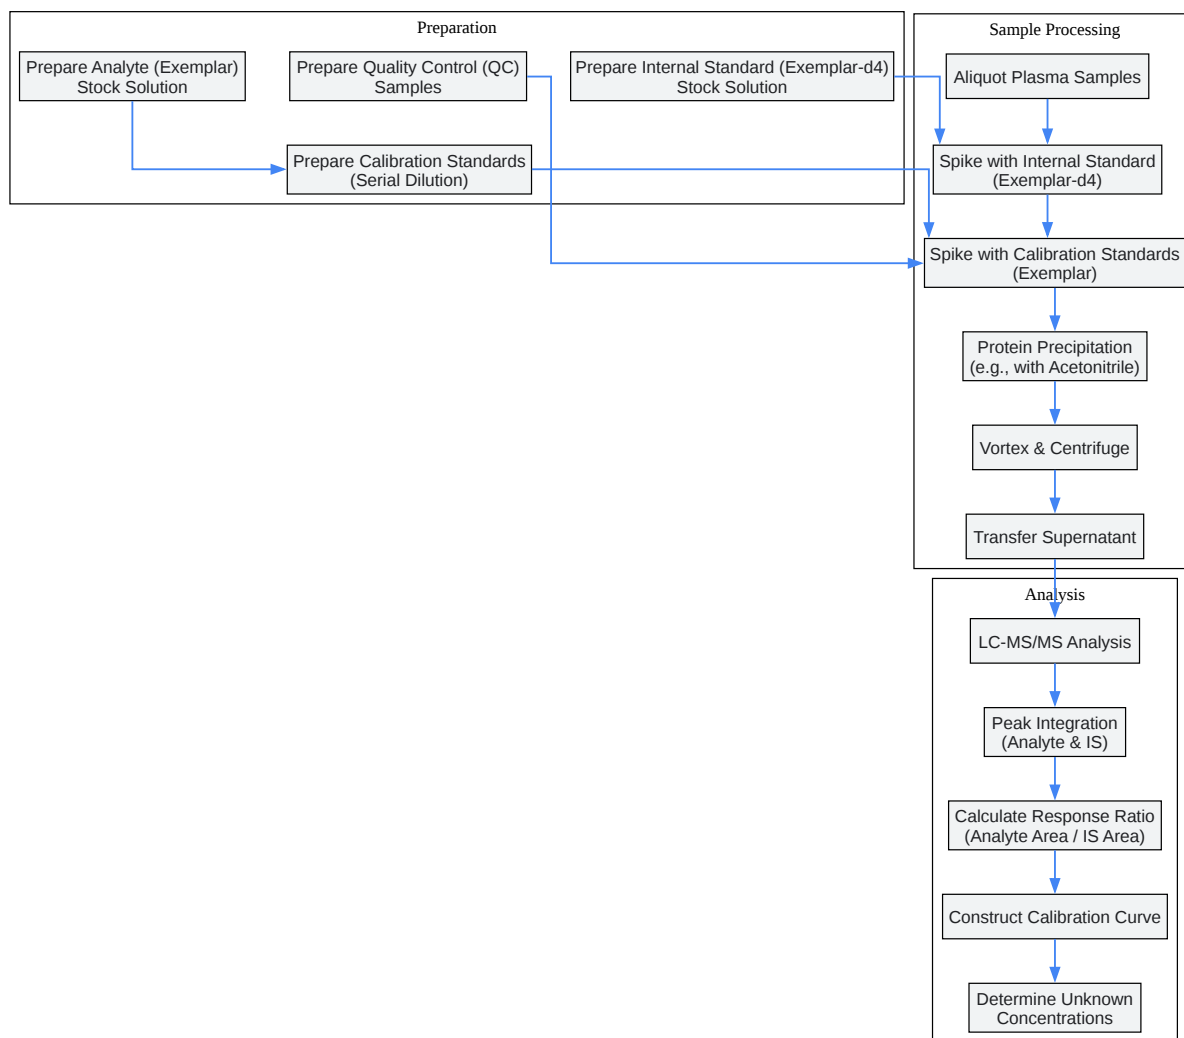 Preparation
Prepare Analyte (Exemplar)
Stock Solution
Prepare Quality Control (QC)
Samples
Prepare Internal Standard (Exemplar-d4)
Stock Solution
Prepare Calibration Standards
(Serial Dilution)
Sample Processing
Aliquot Plasma Samples
Spike with Internal Standard
(Exemplar-d4)
Spike with Calibration Standards
(Exemplar)
Protein Precipitation
(e.g., with Acetonitrile)
Vortex & Centrifuge
Transfer Supernatant
Analysis
LC-MS/MS Analysis
Peak Integration
(Analyte & IS)
Calculate Response Ratio
(Analyte Area / IS Area)
Construct Calibration Curve
Determine Unknown
Concentrations